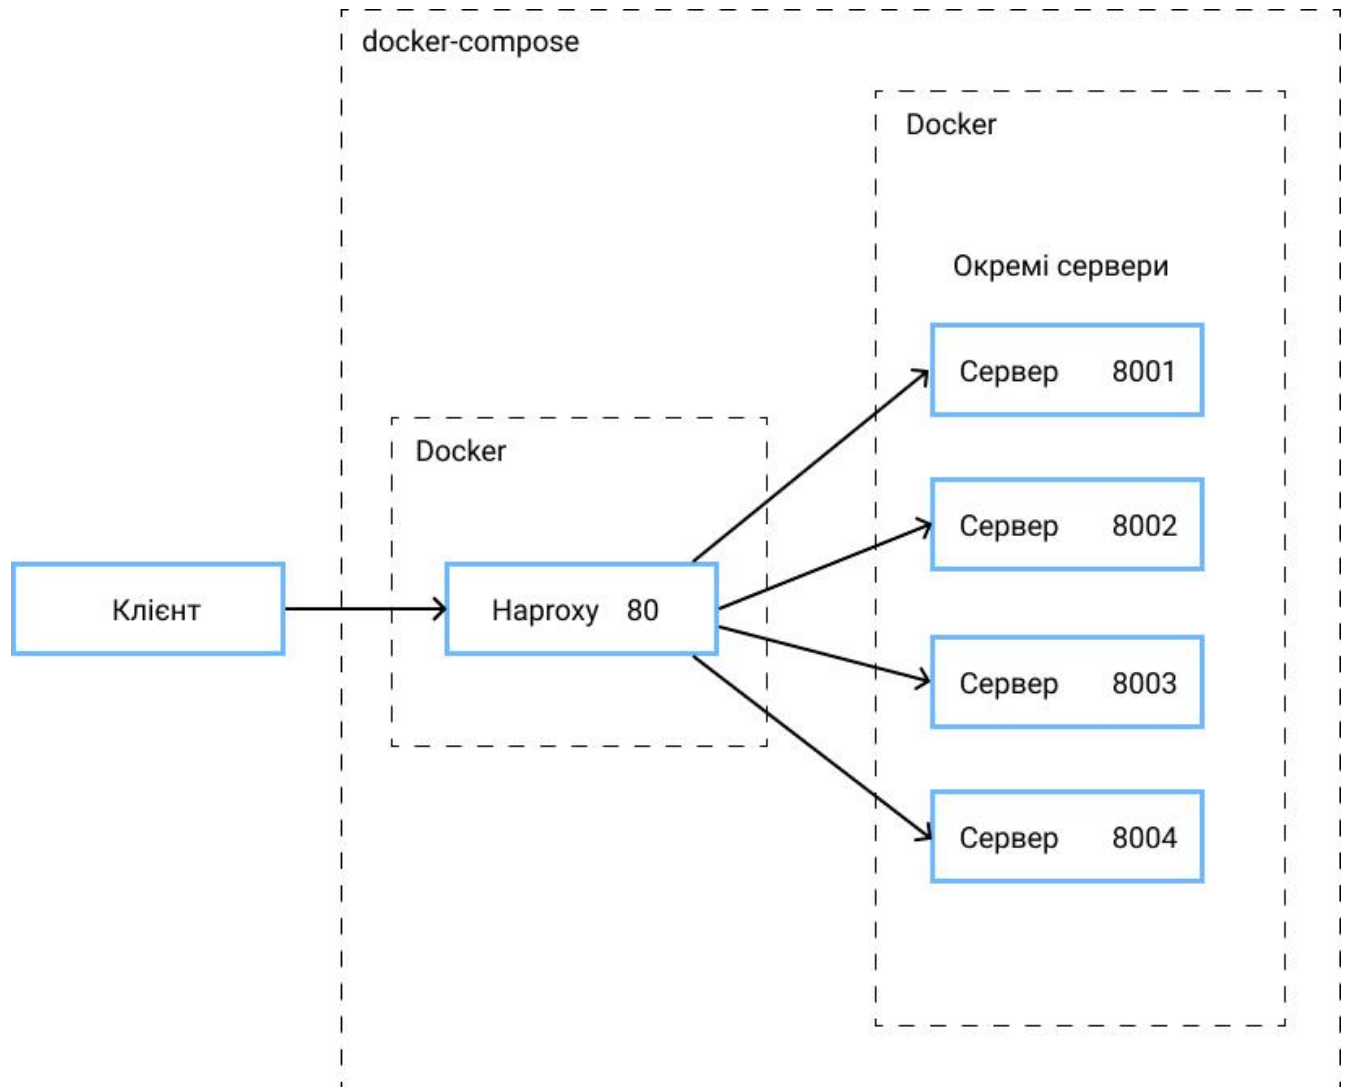 docker-compose
Docker
Окремі сервери
Сервер 8001
Docker
Сервер 8002
Клієнт
Haproxy 80
Сервер 8003
Сервер 8004